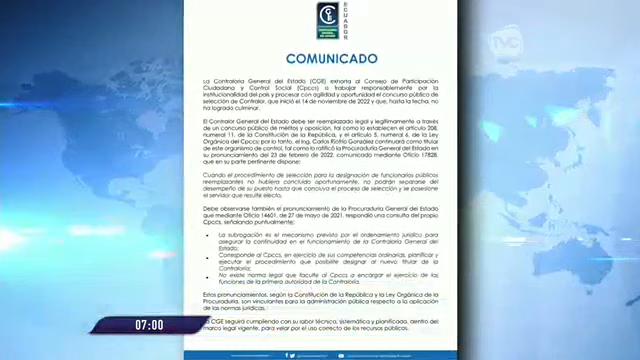 CGE
ECUADOR
TVC
COMUNICADO
La Contraloría General del Estado (CGE) exhorta al Consejo de Participación
Ciudadana y Control Social (Cpccs) a trabajar responsablemente por la
institucionalidad del país y procesar con agilidad y oportunidad el concurso público de
selección de Contralor, que inició el 14 de noviembre de 2022 y que, hasta la fecha, no
ha logrado culminar.
El Contralor General del Estado debe ser reemplazado legal y legítimamente a través
de un concurso público de méritos y oposición, tal como lo establecen el artículo 208,
numeral 11, de la Constitución de la República, y el artículo 5, numeral 6, de la Ley
Orgánica del Cpccs; por lo tanto, el Ing. Carlos Riofrío González continuará como titular
de este organismo de control, tal como lo ratificó la Procuraduría General del Estado en
su pronunciamiento del 23 de febrero de 2022, comunicado mediante Oficio 17828,
que en su parte pertinente dispone:
Cuando el procedimiento de selección para la designación de funcionarios públicos
reemplazantes no hubiera concluido oportunamente, no podrán separarse del
desempeño de su puesto hasta que concluya el proceso de selección y se posesione
el servidor que resulte electo.
Debe observarse también el pronunciamiento de la Procuraduría General del Estado
que mediante Oficio 14601, de 27 de mayo de 2021, respondió una consulta del propio
Cpccs, señalando puntualmente:
• La subrogación es el mecanismo previsto por el ordenamiento jurídico para
asegurar la continuidad en el funcionamiento de la Contraloría General del
Estado;
• Corresponde al Cpccs, en ejercicio de sus competencias ordinarias, planificar y
ejecutar el procedimiento que posibilite designar al nuevo titular de la
Contraloría;
• No existe norma legal que faculte al Cpccs a encargar el ejercicio de las
funciones de la primera autoridad de la Contraloría.
Estos pronunciamientos, según la Constitución de la República y la Ley Orgánica de la
Procuraduría, son vinculantes para la administración pública respecto a la aplicación
de las normas jurídicas.
CGE seguirá cumpliendo con su labor técnica, sistemática y planificada, dentro del
marco legal vigente, para velar por el uso correcto de los recursos públicos.
07:00